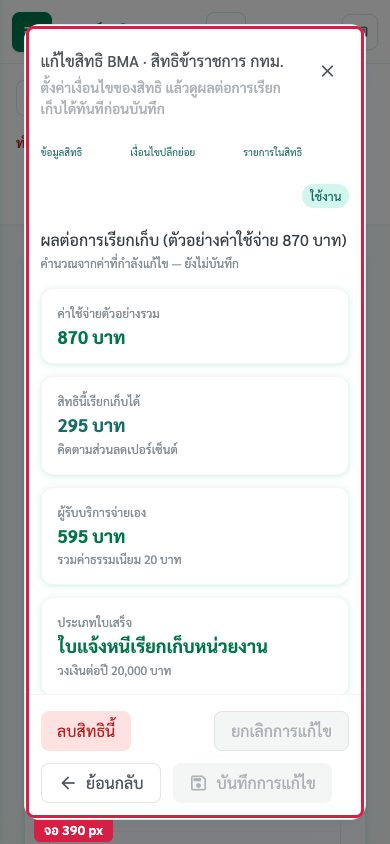 แก้ไขสิทธิ BMA · สิทธิข้าราชการ กทม.
ตั้งค่าเงื่อนไขของสิทธิ แล้วดูผลต่อการเรียก
เก็บได้ทันทีก่อนบันทึก
ข้อมูลสิทธิ เงื่อนไขปลีกย่อย รายการในสิทธิ
ใช้งาน
ผลต่อการเรียกเก็บ (ตัวอย่างค่าใช้จ่าย 870 บาท)
คำนวณจากค่าที่กำลังแก้ไข — ยังไม่บันทึก
ค่าใช้จ่ายตัวอย่างรวม
870 บาท
สิทธินี้เรียกเก็บได้
295 บาท
คิดตามส่วนลดเปอร์เซ็นต์
ผู้รับบริการจ่ายเอง
595 บาท
รวมค่าธรรมเนียม 20 บาท
ประเภทใบเสร็จ
ใบแจ้งหนี้เรียกเก็บหน่วยงาน
วงเงินต่อปี 20,000 บาท
ลบสิทธินี้ ยกเลิกการแก้ไข
ย้อนกลับ บันทึกการแก้ไข
จอ 390 px